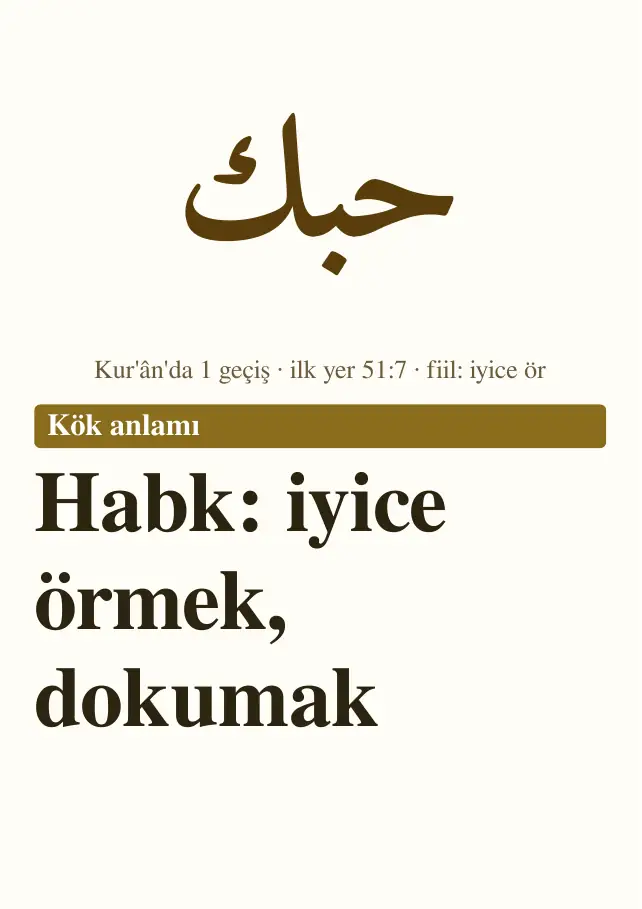 حبك
Kur'ân'da 1 geçiş · ilk yer 51:7 · fiil: iyice ör
Kök anlamı
Habk: iyice
örmek,
dokumak